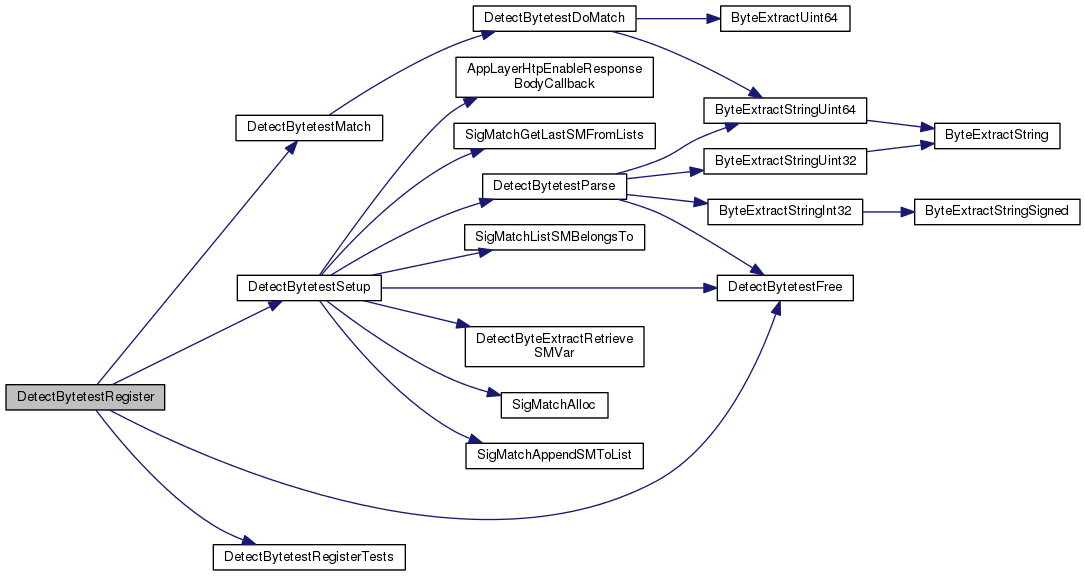 DetectBytetestDoMatch
ByteExtractUint64
AppLayerHtpEnableResponse
BodyCallback
ByteExtractStringUint64
DetectBytetestMatch
SigMatchGetLastSMFromLists
ByteExtractString
ByteExtractStringUint32
DetectBytetestParse
ByteExtractStringInt32
ByteExtractStringSigned
SigMatchListSMBelongsTo
DetectBytetestSetup
DetectBytetestFree
DetectByteExtractRetrieve
SMVar
DetectBytetestRegister
SigMatchAlloc
SigMatchAppendSMToList
DetectBytetestRegisterTests